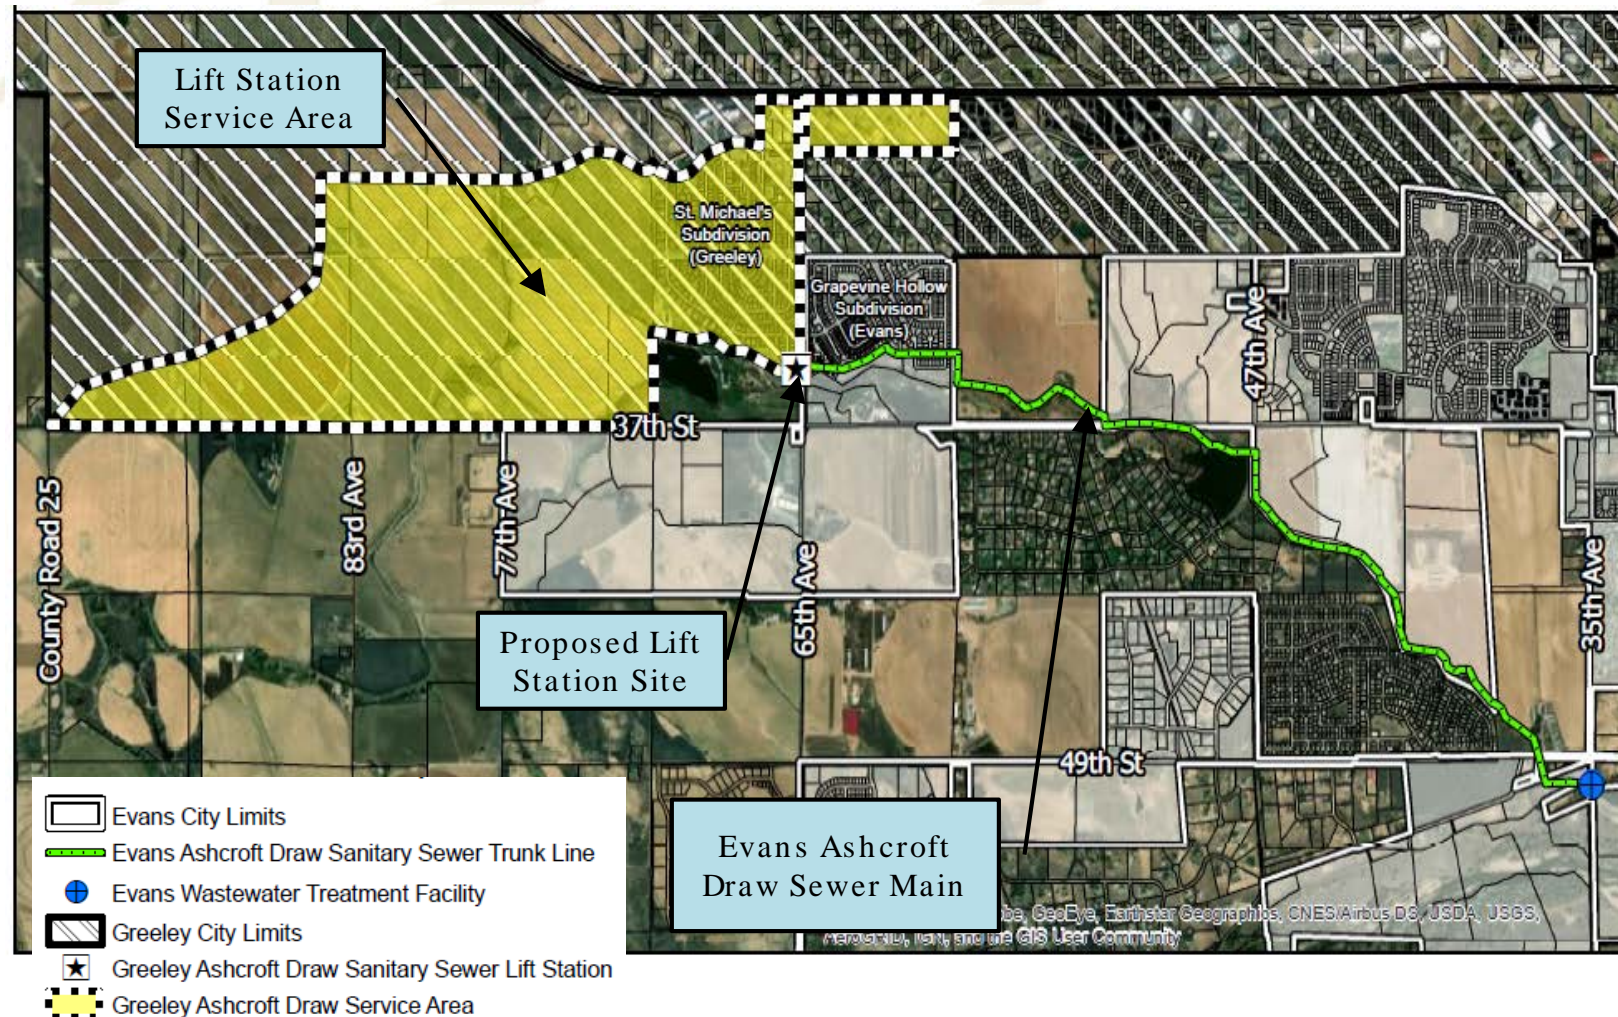 Lift Station
Service Area
St. Michael's
Subdivision
(Greeley)
Grapevine Hollow
Subdivision
(Evans)
47th Ave
37th St
County Road 25
83rd Ave
77th Ave
65th Ave
35th Ave
Proposed Lift
Station Site
49th St
Evans Ashcroft
Draw Sewer Main
GeoEye, Earthstar Geographics, CNES/Airbus DS, USDA, USGS,
AeroGRID, IGN, and the GIS User Community
Evans City Limits
Evans Ashcroft Draw Sanitary Sewer Trunk Line
Evans Wastewater Treatment Facility
Greeley City Limits
Greeley Ashcroft Draw Sanitary Sewer Lift Station
Greeley Ashcroft Draw Service Area